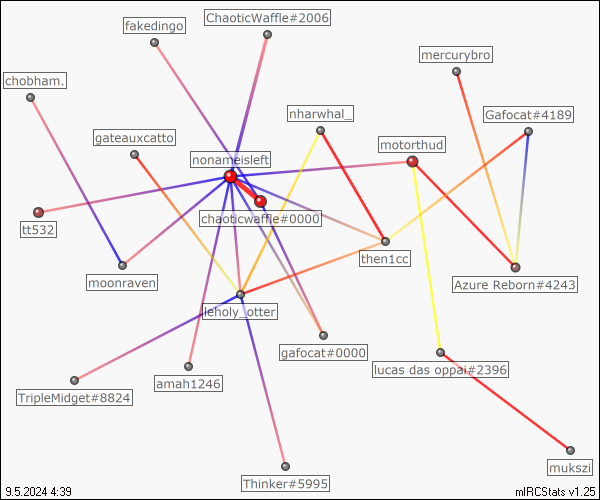 ChaoticWaffle#2006
fakedingo
mercurybro
chobham.
nharwhal_
Gafocat#4189
gateauxcatto
motorthud
nonameisleft
chaoticwaffle#0000
tt532
then1cc
moonraven
Azure Reborn#4243
leholy_otter
gafocat#0000
lucas das oppai#2396
amah1246
TripleMidget#8824
mukszi
Thinker#5995
9.5.2024 4:39
mIRCStats v1.25